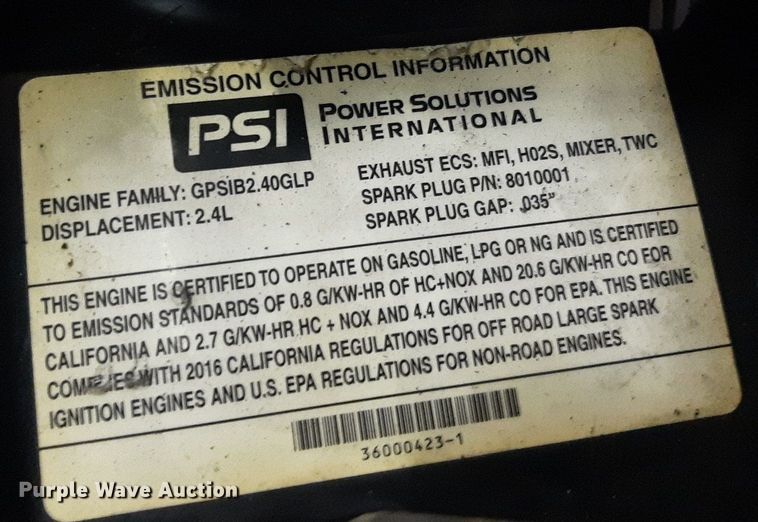 EMISSION CONTROL INFORMATION
PSI POWER SOLUTIONS
INTERNATIONAL
ENGINE FAMILY: GPSIB2.40GLP
DISPLACEMENT: 2.4L
EXHAUST ECS: MFI, H02S, MIXER, TWC
SPARK PLUG P/N: 8010001
SPARK PLUG GAP: .035"
THIS ENGINE IS CERTIFIED TO OPERATE ON GASOLINE, LPG OR NG AND IS CERTIFIED
TO EMISSION STANDARDS OF 0.8 G/KW-HR OF HC+NOX AND 20.6 G/KW-HR CO FOR
CALIFORNIA AND 2.7 G/KW-HR HC + NOX AND 4.4 G/KW-HR CO FOR EPA. THIS ENGINE
COMPLIES WITH 2016 CALIFORNIA REGULATIONS FOR OFF ROAD LARGE SPARK
IGNITION ENGINES AND U.S. EPA REGULATIONS FOR NON-ROAD ENGINES.
36000423-1
Purple Wave Auction